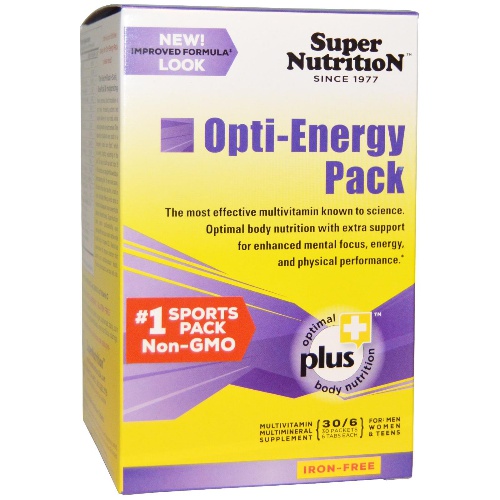 NEW!
IMPROVED FORMULA†
LOOK
Super
Nutrition™
SINCE 1977
Opti-Energy
Pack
The most effective multivitamin known to science.
Optimal body nutrition with extra support
for enhanced mental focus, energy,
and physical performance.*
#1 SPORTS
PACK
Non-GMO
optimal
plus
body nutrition
™
MULTIVITAMIN
MULTIMINERAL
SUPPLEMENT
30/6
30 PACKETS
6 TABS EACH
FOR: MEN
WOMEN
& TEENS
IRON-FREE